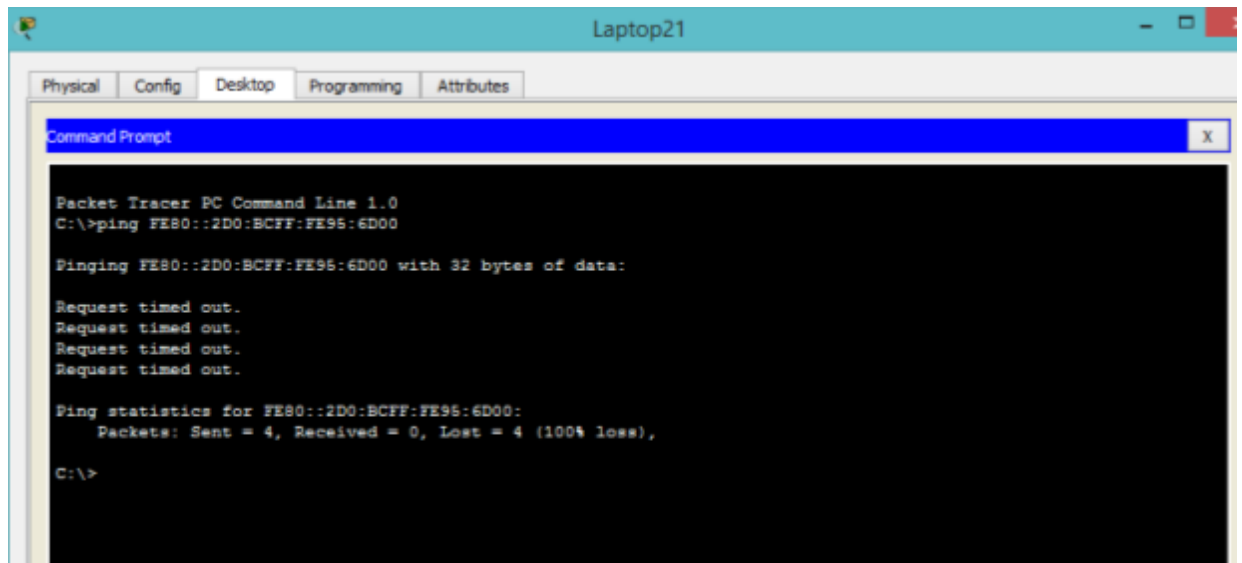 Laptop21
Physical Config Desktop Programming Attributes
Command Prompt
X
Packet Tracer PC Command Line 1.0
C:\>ping FE80::2D0:BCFF:FE95:6D00
Pinging FE80::2D0:BCFF:FE95:6D00 with 32 bytes of data:
Request timed out.
Request timed out.
Request timed out.
Request timed out.
Ping statistics for FE80::2D0:BCFF:FE95:6D00:
Packets: Sent = 4, Received = 0, Lost = 4 (100% loss),
C:\>